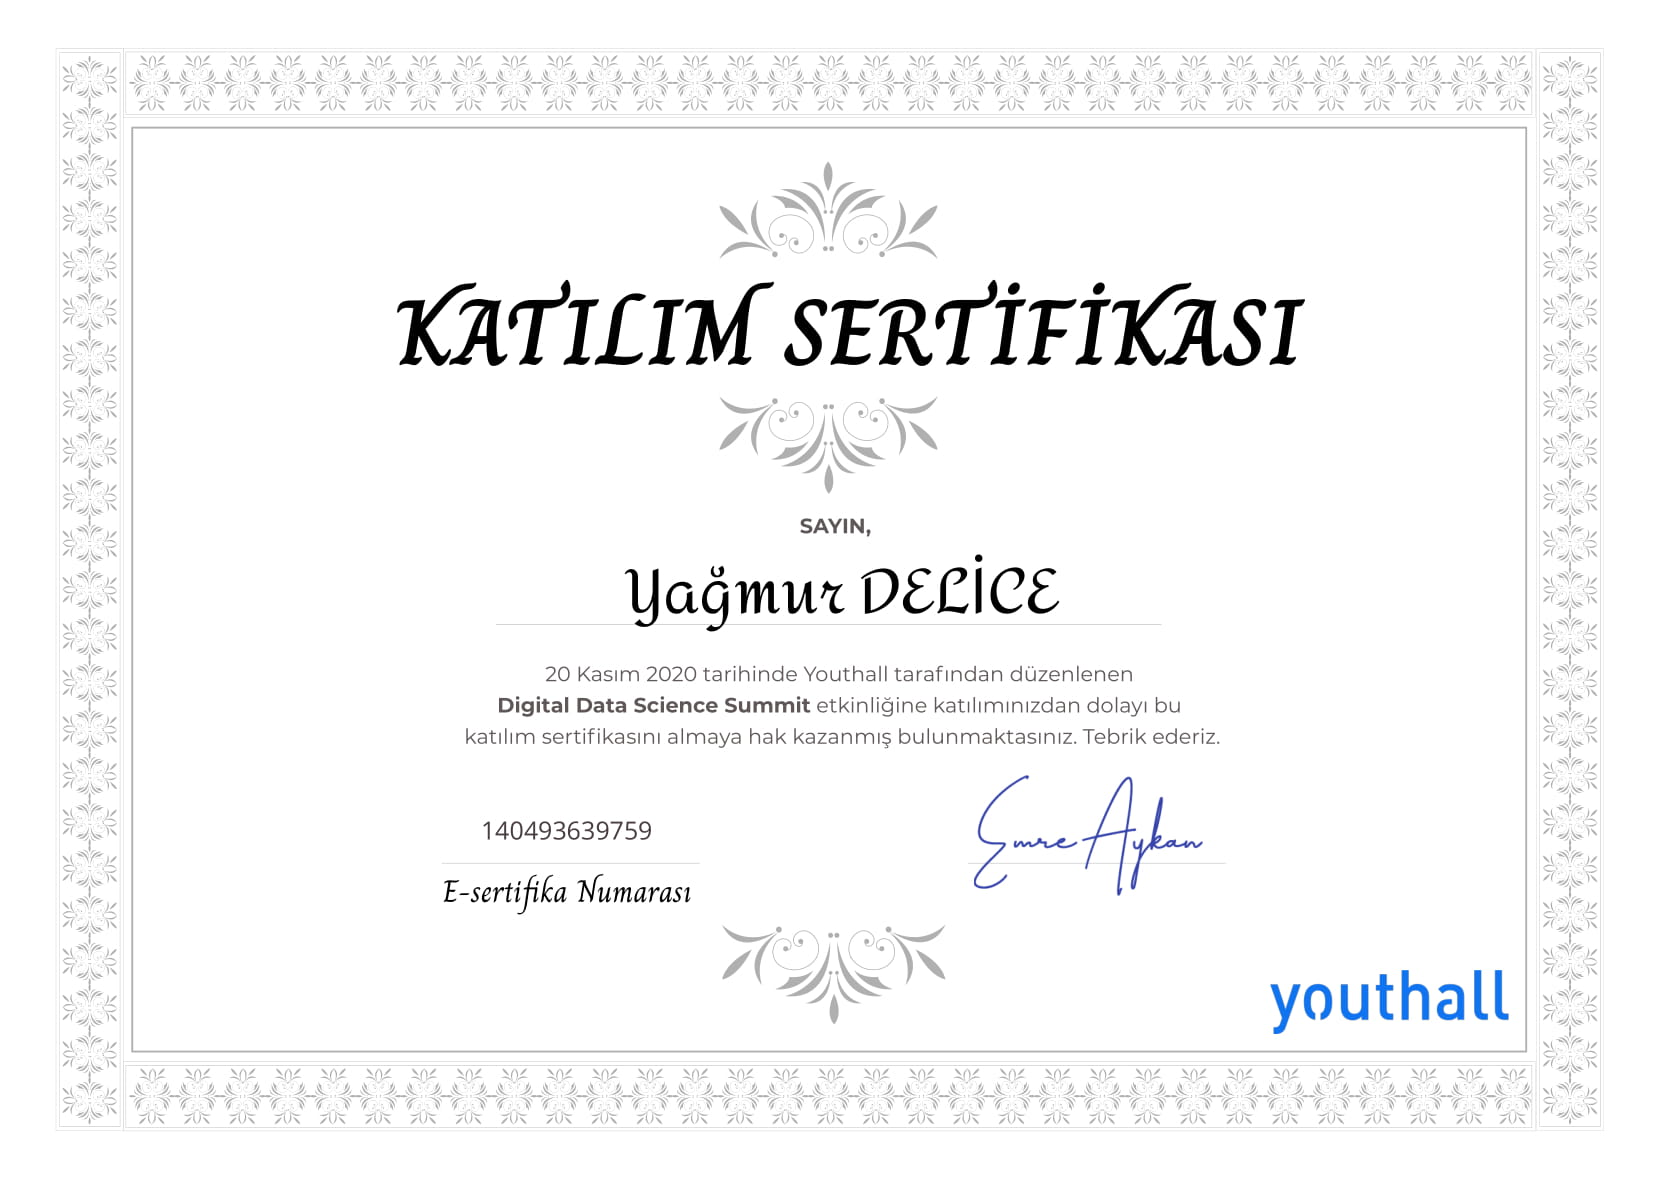 KATILIM SERTİFİKASI
SAYIN,
Yağmur DELİCE
20 Kasım 2020 tarihinde Youthall tarafından düzenlenen
Digital Data Science Summit etkinliğine katılımınızdan dolayı bu
katılım sertifikasını almaya hak kazanmış bulunmaktasınız. Tebrik ederiz.
140493639759
E-sertifika Numarası
Emre Aykan
youthall